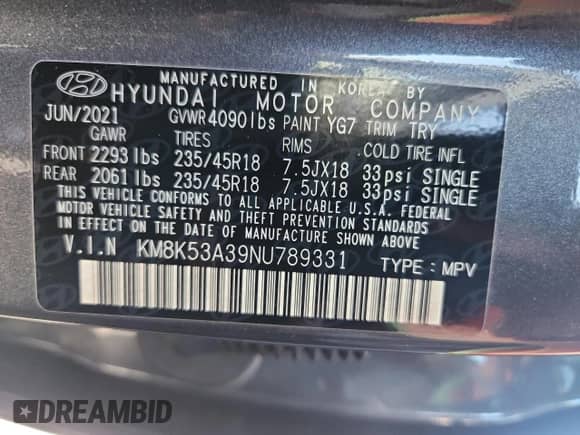 MANUFACTURED IN KOREA BY
HYUNDAI MOTOR COMPANY
JUN/2021 GVWR 4090 lbs PAINT YG7 TRIM TRY
GAWR TIRES RIMS COLD TIRE INFL
FRONT 2293 lbs 235/45R18 7.5JX18 33psi SINGLE
REAR 2061 lbs 235/45R18 7.5JX18 33psi SINGLE
THIS VEHICLE CONFORMS TO ALL APPLICABLE U.S.A. FEDERAL
MOTOR VEHICLE SAFETY AND THEFT PREVENTION STANDARDS
IN EFFECT ON THE DATE OF MANUFACTURE SHOWN ABOVE.
V.I.N KM8K53A39NU789331 TYPE : MPV
DREAMBID